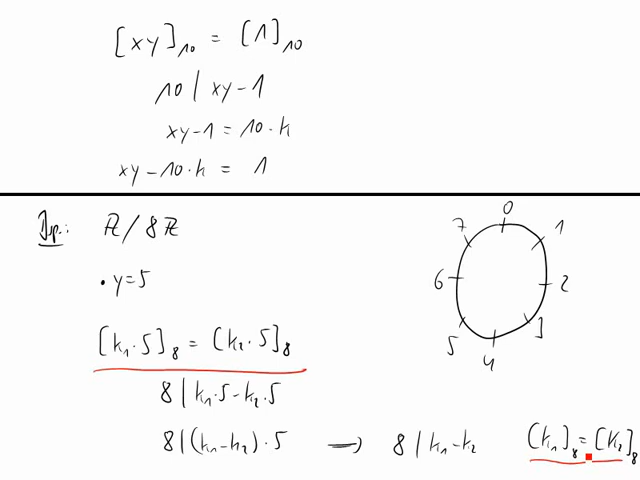 [xy]₁₀ = [1]₁₀
10 | xy - 1
xy - 1 = 10 · k
xy - 10 · k = 1
Bsp.: ℤ / 8ℤ
· y = 5
[k₁ · 5]₈ = [k₂ · 5]₈
8 | k₁ · 5 - k₂ · 5
8 | (k₁ - k₂) · 5 → 8 | k₁ - k₂ [k₁]₈ = [k₂]₈
0
7 1
6 2
5 3
4